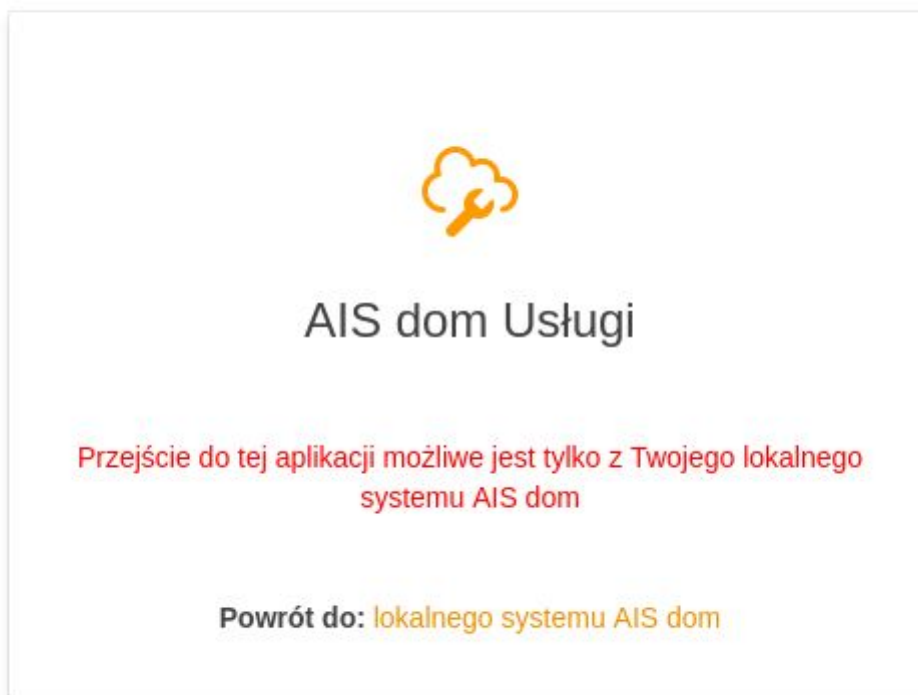 AIS dom Usługi
Przejście do tej aplikacji możliwe jest tylko z Twojego lokalnego
systemu AIS dom
Powrót do: lokalnego systemu AIS dom